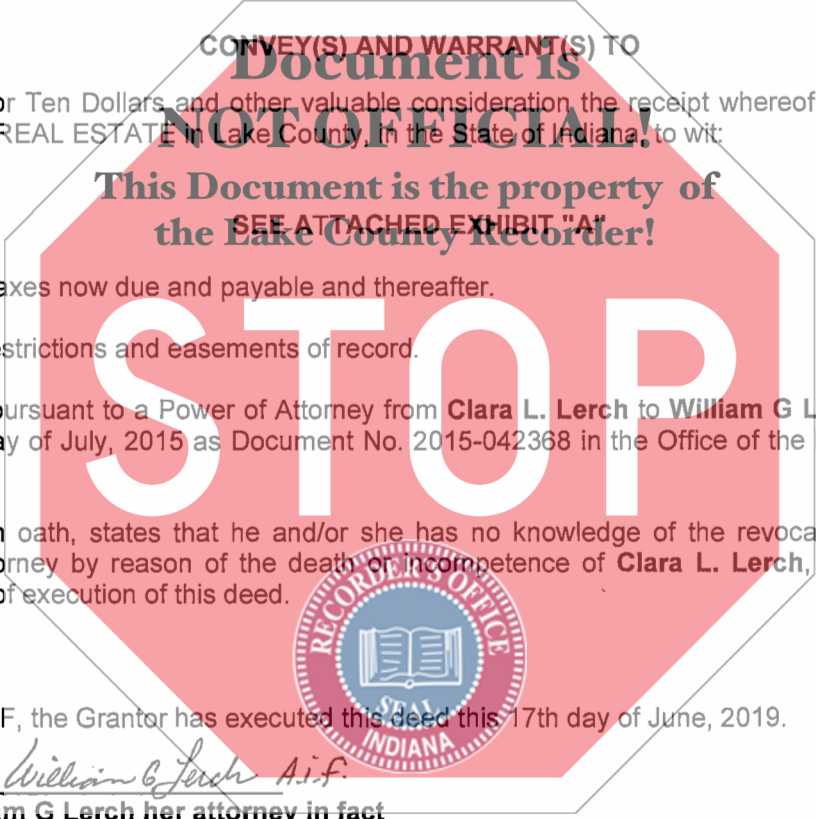 CONVEY(S) AND WARRANT(S) TO
Document is
or Ten Dollars and other valuable consideration the receipt whereof
NOT OFFICIAL!
REAL ESTATE in Lake County, in the State of Indiana, to wit:
This Document is the property of
SEE ATTACHED EXHIBIT "A"
the Lake County Recorder!
axes now due and payable and thereafter.
STOP
strictions and easements of record.
pursuant to a Power of Attorney from Clara L. Lerch to William G L
ay of July, 2015 as Document No. 2015-042368 in the Office of the
n oath, states that he and/or she has no knowledge of the revoca
orney by reason of the death or incompetence of Clara L. Lerch,
of execution of this deed.
RECORDER'S OFFICE
SEAL
INDIANA
F, the Grantor has executed this deed this 17th day of June, 2019.
William G Lerch A.i.F.
am G Lerch her attorney in fact